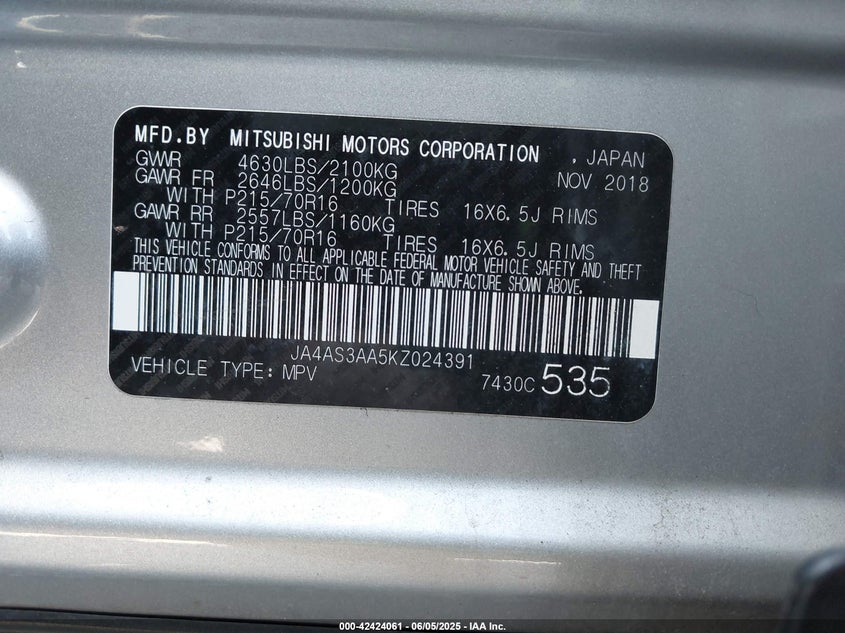 MFD.BY MITSUBISHI MOTORS CORPORATION , JAPAN
GWWR 4630LBS/2100KG NOV 2018
GAWR FR 2646LBS/1200KG
WITH P215/70R16 TIRES 16X6.5J RIMS
GAWR RR 2557LBS/1160KG
WITH P215/70R16 TIRES 16X6.5J RIMS
THIS VEHICLE CONFORMS TO ALL APPLICABLE FEDERAL MOTOR VEHICLE SAFETY AND THEFT
PREVENTION STANDARDS IN EFFECT ON THE DATE OF MANUFACTURE SHOWN ABOVE.
JA4AS3AA5KZ024391
VEHICLE TYPE: MPV 7430C 535
000-42424061 - 06/05/2025 - IAA Inc.